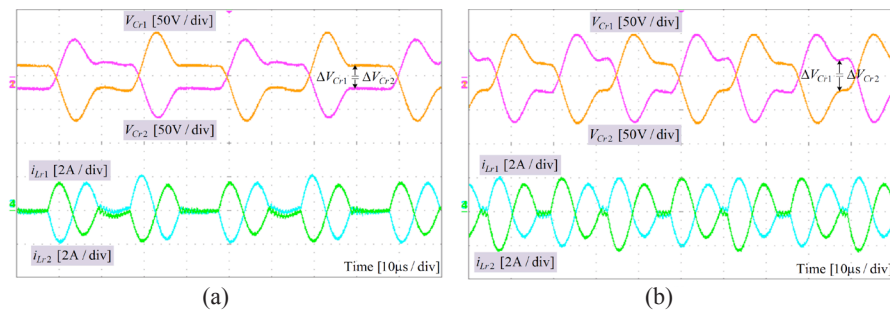 V_Cr1 [50V / div]
ΔV_Cr1 = ΔV_Cr2
V_Cr2 [50V / div]
i_Lr1 [2A / div]
i_Lr2 [2A / div]
Time [10μs / div]
(a)
V_Cr1 [50V / div]
ΔV_Cr1 = ΔV_Cr2
V_Cr2 [50V / div]
i_Lr1 [2A / div]
i_Lr2 [2A / div]
Time [10μs / div]
(b)